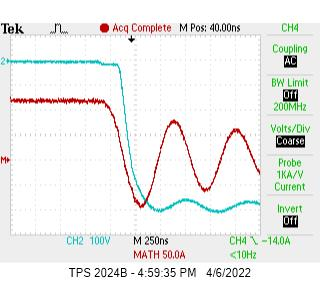 Tek Acq Complete M Pos: 40.00ns CH4
Coupling
AC
BW Limit
Off
200MHz
Volts/Div
Coarse
Probe
1KA/V
Current
Invert
Off
2
M
CH2 100V M 250ns CH4 -14.0A
MATH 50.0A <10Hz
TPS 2024B - 4:59:35 PM 4/6/2022